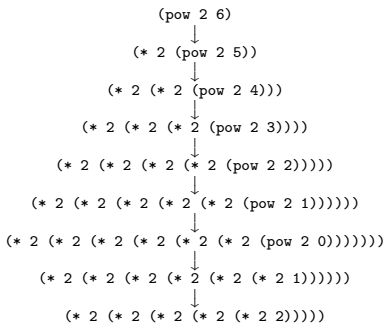 (pow 2 6)
(* 2 (pow 2 5))
(* 2 (* 2 (pow 2 4)))
(* 2 (* 2 (* 2 (pow 2 3))))
(* 2 (* 2 (* 2 (* 2 (pow 2 2)))))
(* 2 (* 2 (* 2 (* 2 (* 2 (pow 2 1))))))
(* 2 (* 2 (* 2 (* 2 (* 2 (* 2 (pow 2 0)))))))
(* 2 (* 2 (* 2 (* 2 (* 2 (* 2 1))))))
(* 2 (* 2 (* 2 (* 2 (* 2 2)))))